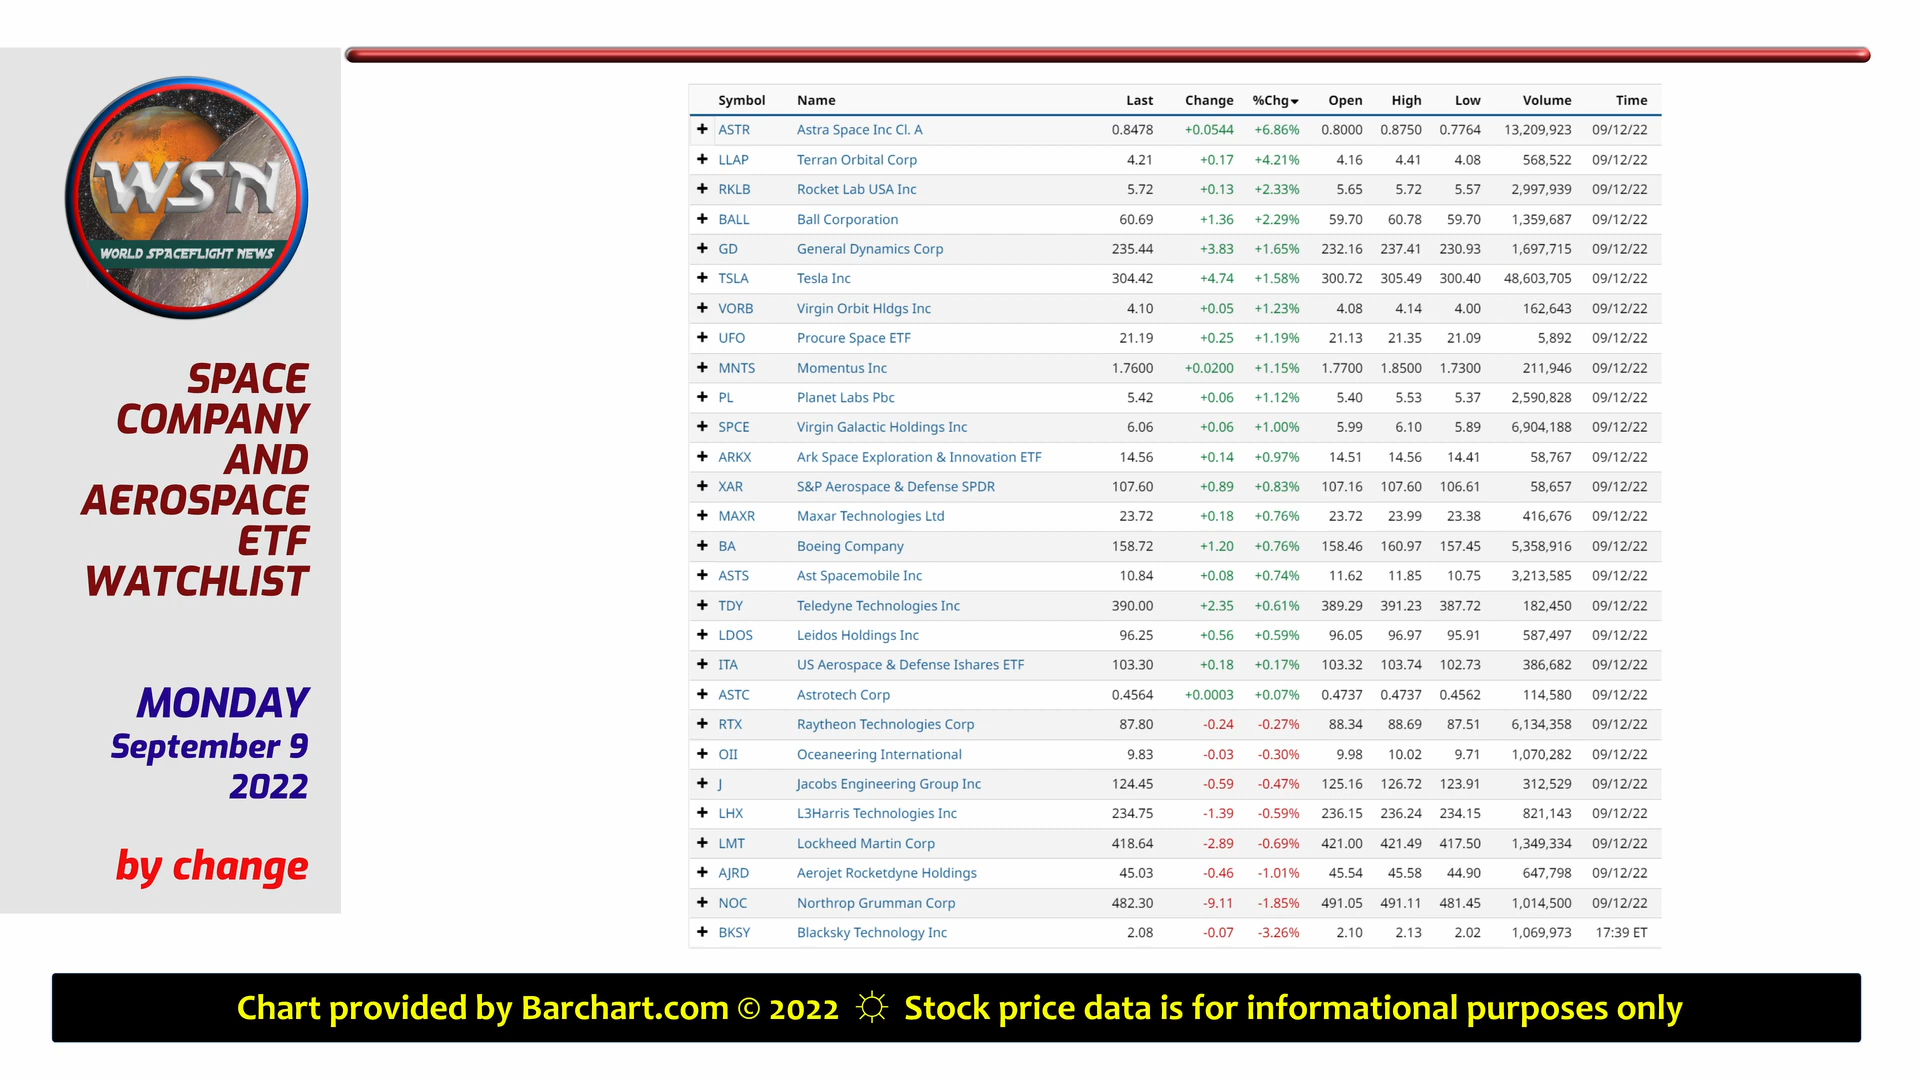 WSN
WORLD SPACEFLIGHT NEWS
SPACE
COMPANY
AND
AEROSPACE
ETF
WATCHLIST
MONDAY
September 9
2022
by change
Symbol Name Last Change %Chg Open High Low Volume Time
+ ASTR Astra Space Inc Cl. A 0.8478 +0.0544 +6.86% 0.8000 0.8750 0.7764 13,209,923 09/12/22
+ LLAP Terran Orbital Corp 4.21 +0.17 +4.21% 4.16 4.41 4.08 568,522 09/12/22
+ RKLB Rocket Lab USA Inc 5.72 +0.13 +2.33% 5.65 5.72 5.57 2,997,939 09/12/22
+ BALL Ball Corporation 60.69 +1.36 +2.29% 59.70 60.78 59.70 1,359,687 09/12/22
+ GD General Dynamics Corp 235.44 +3.83 +1.65% 232.16 237.41 230.93 1,697,715 09/12/22
+ TSLA Tesla Inc 304.42 +4.74 +1.58% 300.72 305.49 300.40 48,603,705 09/12/22
+ VORB Virgin Orbit Hldgs Inc 4.10 +0.05 +1.23% 4.08 4.14 4.00 162,643 09/12/22
+ UFO Procure Space ETF 21.19 +0.25 +1.19% 21.13 21.35 21.09 5,892 09/12/22
+ MNTS Momentus Inc 1.7600 +0.0200 +1.15% 1.7700 1.8500 1.7300 211,946 09/12/22
+ PL Planet Labs Pbc 5.42 +0.06 +1.12% 5.40 5.53 5.37 2,590,828 09/12/22
+ SPCE Virgin Galactic Holdings Inc 6.06 +0.06 +1.00% 5.99 6.10 5.89 6,904,188 09/12/22
+ ARKX Ark Space Exploration & Innovation ETF 14.56 +0.14 +0.97% 14.51 14.56 14.41 58,767 09/12/22
+ XAR S&P Aerospace & Defense SPDR 107.60 +0.89 +0.83% 107.16 107.60 106.61 58,657 09/12/22
+ MAXR Maxar Technologies Ltd 23.72 +0.18 +0.76% 23.72 23.99 23.38 416,676 09/12/22
+ BA Boeing Company 158.72 +1.20 +0.76% 158.46 160.97 157.45 5,358,916 09/12/22
+ ASTS Ast Spacemobile Inc 10.84 +0.08 +0.74% 11.62 11.85 10.75 3,213,585 09/12/22
+ TDY Teledyne Technologies Inc 390.00 +2.35 +0.61% 389.29 391.23 387.72 182,450 09/12/22
+ LDOS Leidos Holdings Inc 96.25 +0.56 +0.59% 96.05 96.97 95.91 587,497 09/12/22
+ ITA US Aerospace & Defense Ishares ETF 103.30 +0.18 +0.17% 103.32 103.74 102.73 386,682 09/12/22
+ ASTC Astrotech Corp 0.4564 +0.0003 +0.07% 0.4737 0.4737 0.4562 114,580 09/12/22
+ RTX Raytheon Technologies Corp 87.80 -0.24 -0.27% 88.34 88.69 87.51 6,134,358 09/12/22
+ OII Oceaneering International 9.83 -0.03 -0.30% 9.98 10.02 9.71 1,070,282 09/12/22
+ J Jacobs Engineering Group Inc 124.45 -0.59 -0.47% 125.16 126.72 123.91 312,529 09/12/22
+ LHX L3Harris Technologies Inc 234.75 -1.39 -0.59% 236.15 236.24 234.15 821,143 09/12/22
+ LMT Lockheed Martin Corp 418.64 -2.89 -0.69% 421.00 421.49 417.50 1,349,334 09/12/22
+ AJRD Aerojet Rocketdyne Holdings 45.03 -0.46 -1.01% 45.54 45.58 44.90 647,798 09/12/22
+ NOC Northrop Grumman Corp 482.30 -9.11 -1.85% 491.05 491.11 481.45 1,014,500 09/12/22
+ BKSY Blacksky Technology Inc 2.08 -0.07 -3.26% 2.10 2.13 2.02 1,069,973 17:39 ET
Chart provided by Barchart.com © 2022 ☼ Stock price data is for informational purposes only